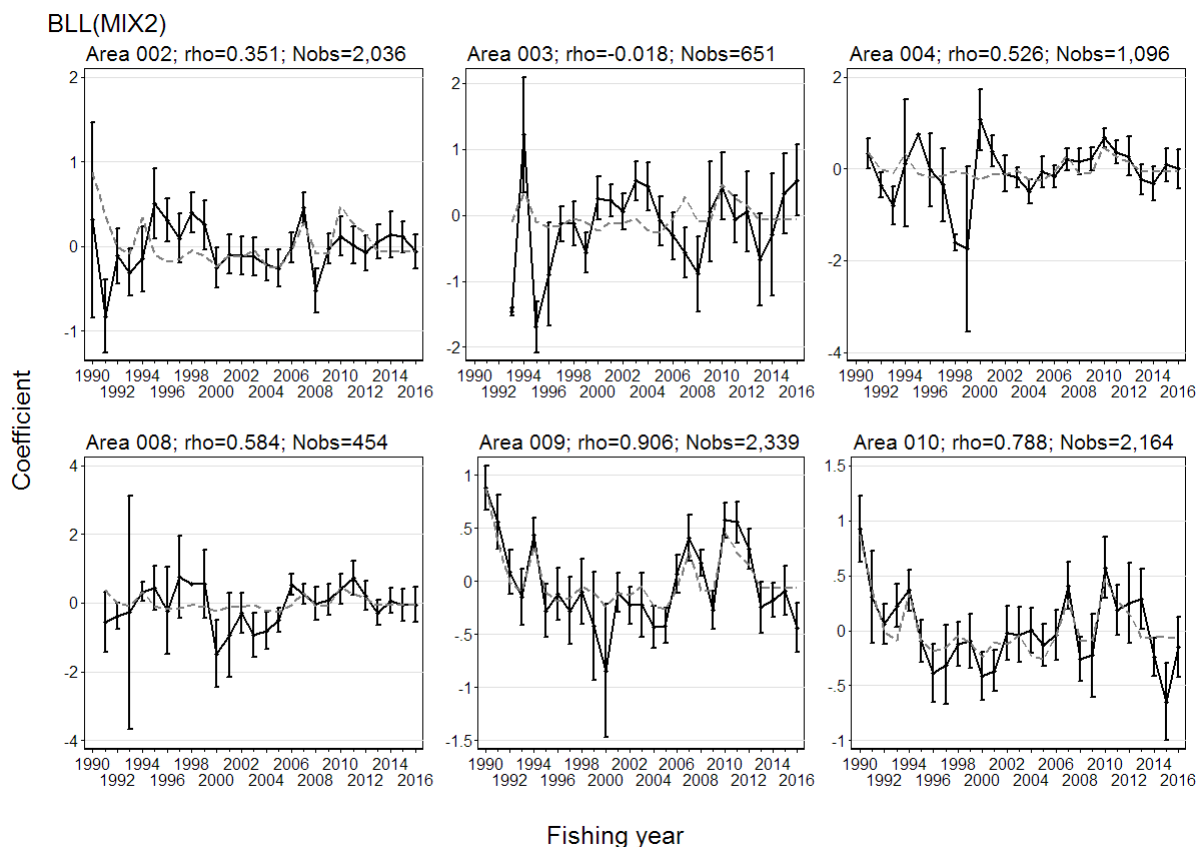 BLL(MIX2)
Area 002; rho=0.351; Nobs=2,036
2
1
0
-1
1990 1994 1998 2002 2006 2010 2014
1992 1996 2000 2004 2008 2012 2016
Area 003; rho=-0.018; Nobs=651
2
1
0
-1
-2
1990 1994 1998 2002 2006 2010 2014
1992 1996 2000 2004 2008 2012 2016
Area 004; rho=0.526; Nobs=1,096
2
0
-2
-4
1990 1994 1998 2002 2006 2010 2014
1992 1996 2000 2004 2008 2012 2016
Coefficient
Area 008; rho=0.584; Nobs=454
4
2
0
-2
-4
1990 1994 1998 2002 2006 2010 2014
1992 1996 2000 2004 2008 2012 2016
Area 009; rho=0.906; Nobs=2,339
1
.5
0
-.5
-1
-1.5
1990 1994 1998 2002 2006 2010 2014
1992 1996 2000 2004 2008 2012 2016
Area 010; rho=0.788; Nobs=2,164
1.5
1
.5
0
-.5
-1
1990 1994 1998 2002 2006 2010 2014
1992 1996 2000 2004 2008 2012 2016
Fishing year